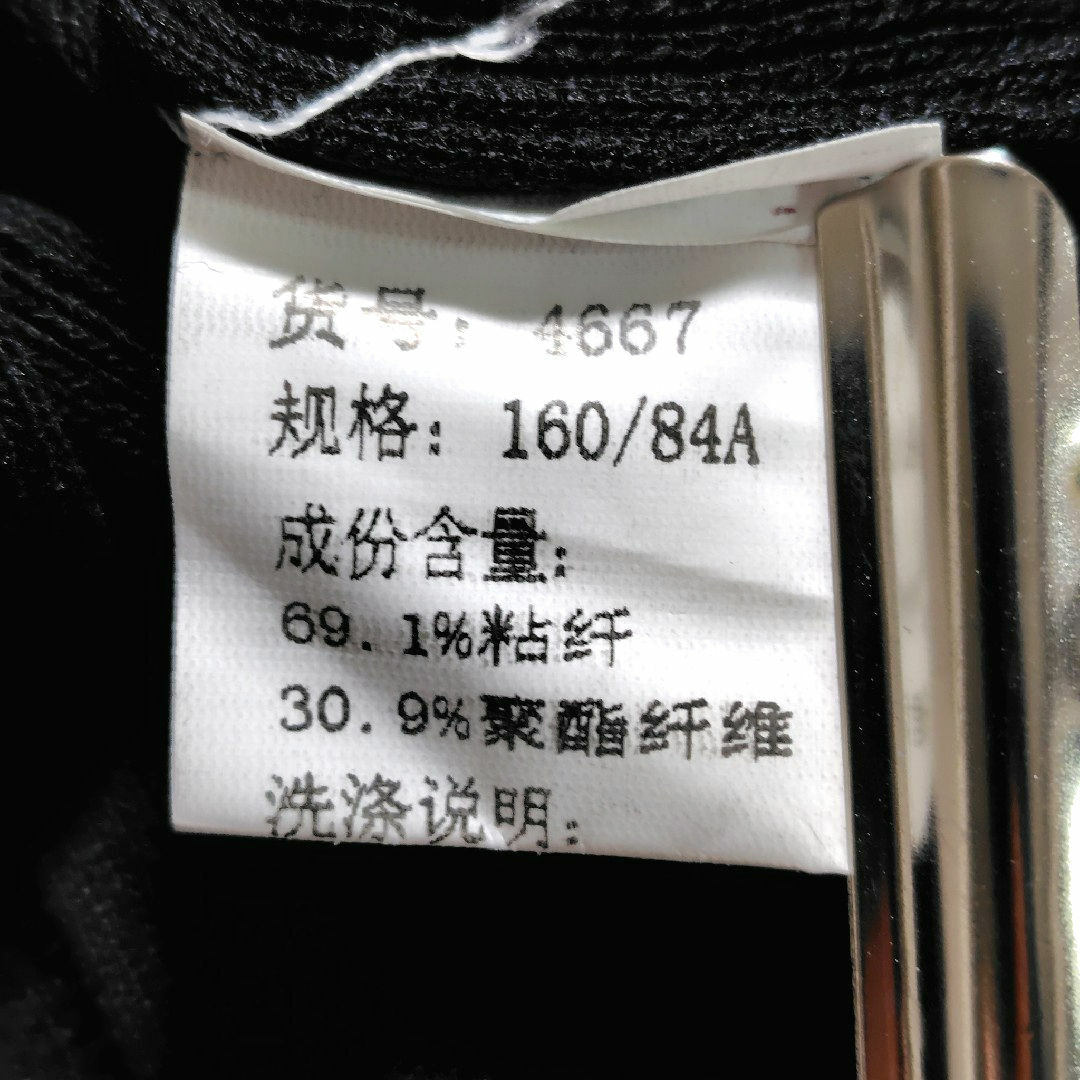 货号: 4667
规格: 160/84A
成份含量:
69.1%粘纤
30.9%聚酯纤维
洗涤说明: